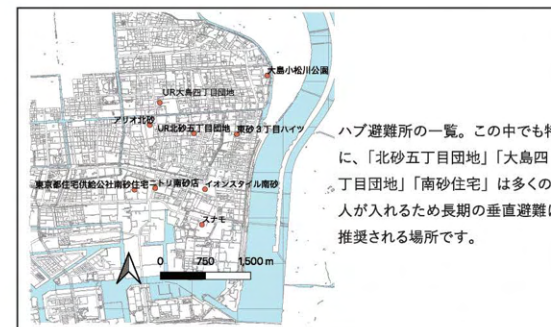 大島小松川公園
UR大島四丁目団地
アリオ北砂
UR北砂五丁目団地
東砂3丁目ハイツ
東京都住宅供給公社南砂住宅
ニトリ南砂店
イオンスタイル南砂
スナモ
0 750 1,500 m
ハブ避難所の一覧。この中でも
に、「北砂五丁目団地」「大島四
丁目団地」「南砂住宅」は多くの
人が入れるため長期の垂直避難
推奨される場所です。